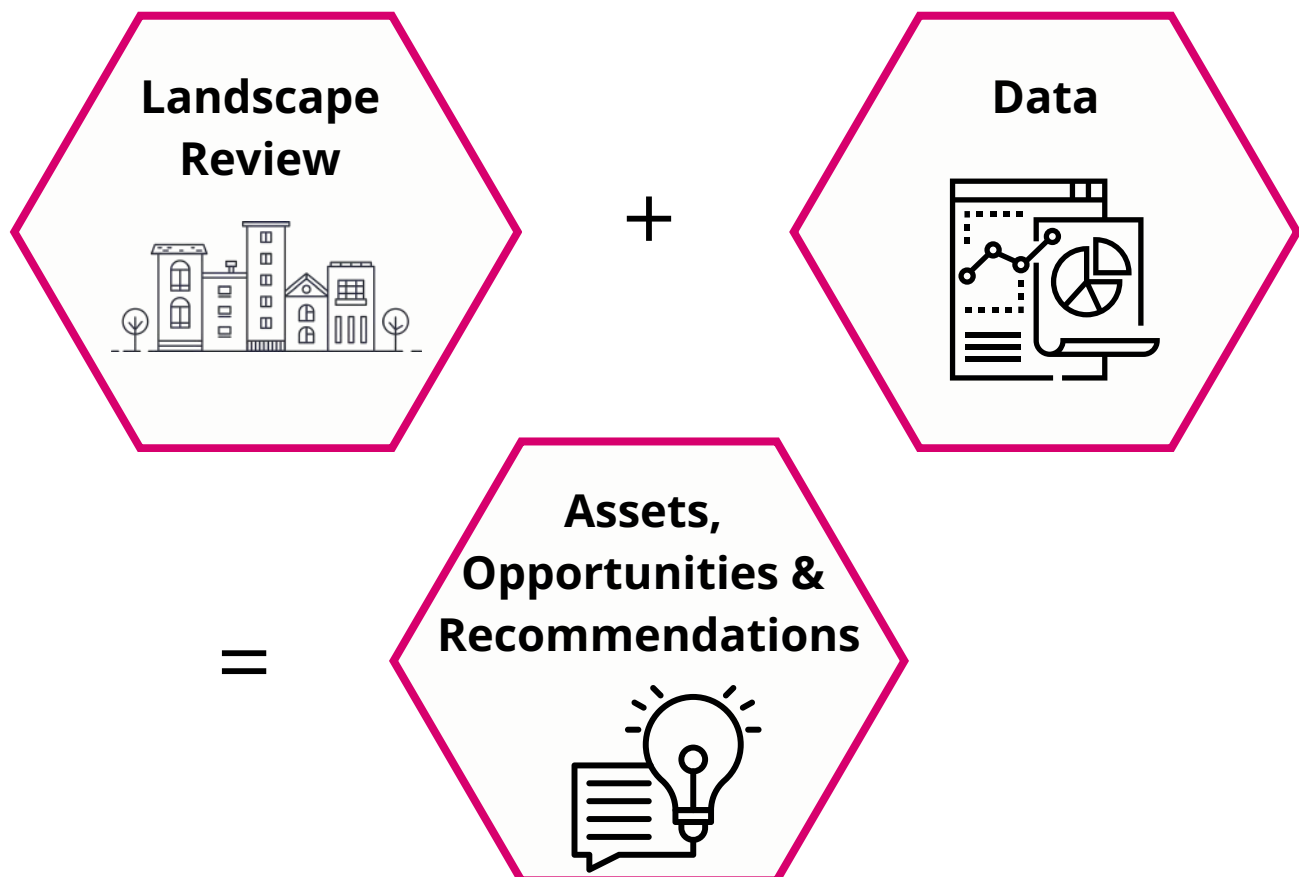 Landscape
Review
+
Data
=
Assets,
Opportunities &
Recommendations